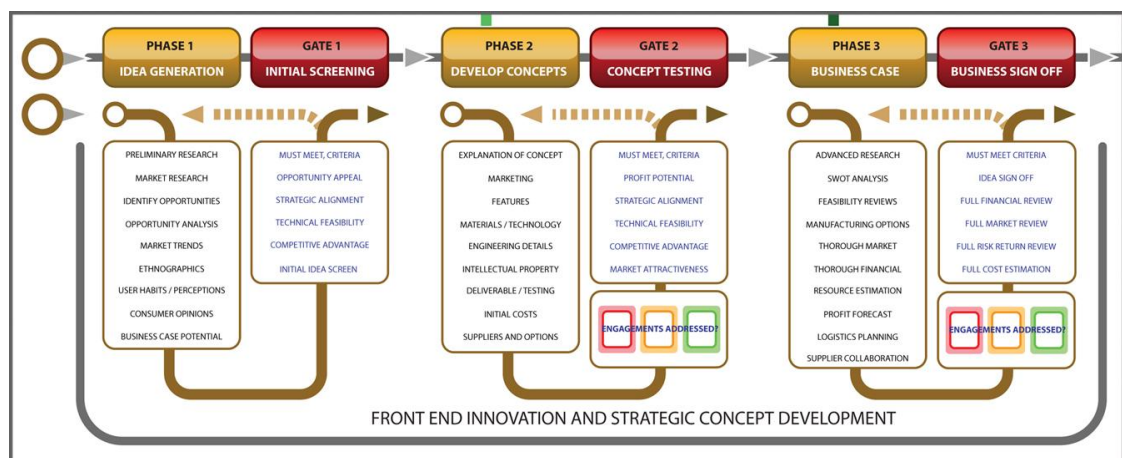 PHASE 1
IDEA GENERATION
GATE 1
INITIAL SCREENING
PHASE 2
DEVELOP CONCEPTS
GATE 2
CONCEPT TESTING
PHASE 3
BUSINESS CASE
GATE 3
BUSINESS SIGN OFF
PRELIMINARY RESEARCH
MARKET RESEARCH
IDENTIFY OPPORTUNITIES
OPPORTUNITY ANALYSIS
MARKET TRENDS
ETHNOGRAPHICS
USER HABITS / PERCEPTIONS
CONSUMER OPINIONS
BUSINESS CASE POTENTIAL
MUST MEET, CRITERIA
OPPORTUNITY APPEAL
STRATEGIC ALIGNMENT
TECHNICAL FEASIBILITY
COMPETITIVE ADVANTAGE
INITIAL IDEA SCREEN
EXPLANATION OF CONCEPT
MARKETING
FEATURES
MATERIALS / TECHNOLOGY
ENGINEERING DETAILS
INTELLECTUAL PROPERTY
DELIVERABLE / TESTING
INITIAL COSTS
SUPPLIERS AND OPTIONS
MUST MEET, CRITERIA
PROFIT POTENTIAL
STRATEGIC ALIGNMENT
TECHNICAL FEASIBILITY
COMPETITIVE ADVANTAGE
MARKET ATTRACTIVENESS
ENGAGEMENTS ADDRESSED?
ADVANCED RESEARCH
SWOT ANALYSIS
FEASIBILITY REVIEWS
MANUFACTURING OPTIONS
THOROUGH MARKET
THOROUGH FINANCIAL
RESOURCE ESTIMATION
PROFIT FORECAST
LOGISTICS PLANNING
SUPPLIER COLLABORATION
MUST MEET, CRITERIA
IDEA SIGN OFF
FULL FINANCIAL REVIEW
FULL MARKET REVIEW
FULL RISK RETURN REVIEW
FULL COST ESTIMATION
ENGAGEMENTS ADDRESSED?
FRONT END INNOVATION AND STRATEGIC CONCEPT DEVELOPMENT